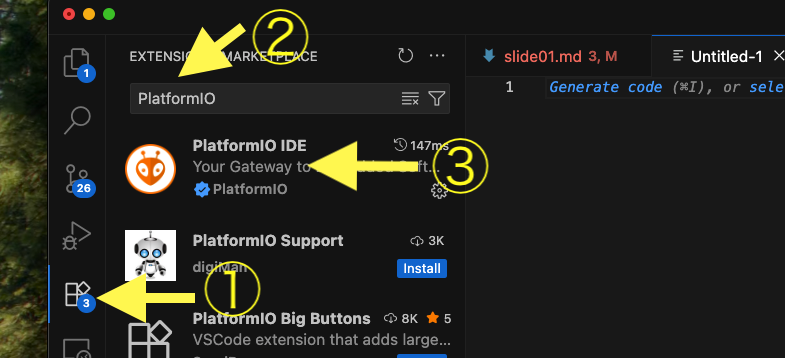 ②
EXTENSIONS: MARKETPLACE
slide01.md 3, M
Untitled-1
1
PlatformIO
1 Generate code (⌘I), or sele
PlatformIO IDE 147ms
Your Gateway to Embedded Soft...
PlatformIO
③
26
PlatformIO Support 3K
digiMan
Install
①
3
PlatformIO Big Buttons 8K 5
VSCode extension that adds large...